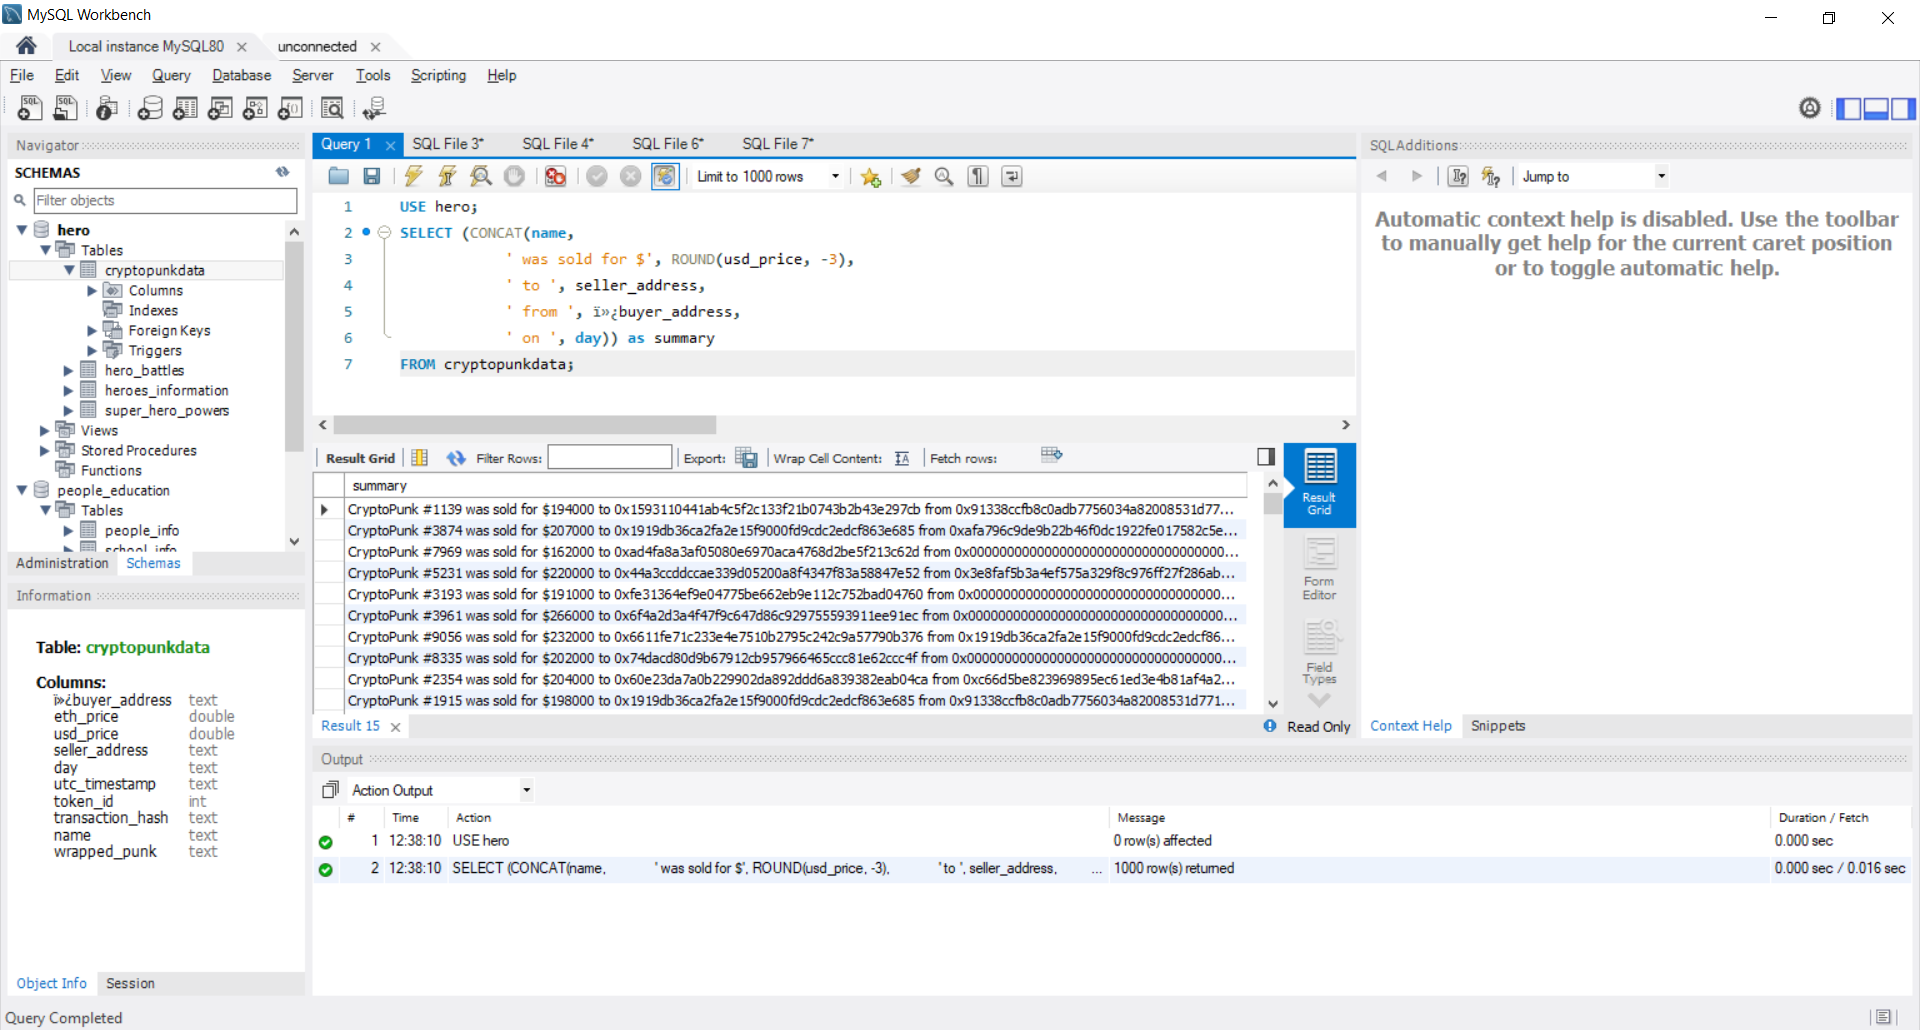 MySQL Workbench
Local instance MySQL80
unconnected
File Edit View Query Database Server Tools Scripting Help
Navigator
SCHEMAS
Filter objects
hero
Tables
cryptopunkdata
Columns
Indexes
Foreign Keys
Triggers
hero_battles
heroes_information
super_hero_powers
Views
Stored Procedures
Functions
people_education
Tables
people_info
school_info
Administration Schemas
Information
Table: cryptopunkdata
Columns:
ï»¿buyer_address text
eth_price double
usd_price double
seller_address text
day text
utc_timestamp text
token_id int
transaction_hash text
name text
wrapped_punk text
Object Info Session
Query Completed
Query 1 SQL File 3* SQL File 4* SQL File 6* SQL File 7*
Limit to 1000 rows
1 USE hero;
2 SELECT (CONCAT(name,
3 ' was sold for $', ROUND(usd_price, -3),
4 ' to ', seller_address,
5 ' from ', ï»¿buyer_address,
6 ' on ', day)) as summary
7 FROM cryptopunkdata;
Result Grid Filter Rows: Export: Wrap Cell Content: Fetch rows:
summary
CryptoPunk #1139 was sold for $194000 to 0x1593110441ab4c5f2c133f21b0743b2b43e297cb from 0x91338ccfb8c0adb7756034a82008531d77...
CryptoPunk #3874 was sold for $207000 to 0x1919db36ca2fa2e15f9000fd9cdc2edcf863e685 from 0xafa796c9de9b22b46f0dc1922fe017582c5e...
CryptoPunk #7969 was sold for $162000 to 0xad4fa8a3af05080e6970aca4768d2be5f213c62d from 0x00000000000000000000000000000000000...
CryptoPunk #5231 was sold for $220000 to 0x44a3ccddccae339d05200a8f4347f83a58847e52 from 0x3e8faf5b3a4ef575a329f8c976ff27f286ab...
CryptoPunk #3193 was sold for $191000 to 0xfe31364ef9e04775be662eb9e112c752bad04760 from 0x00000000000000000000000000000000000...
CryptoPunk #3961 was sold for $266000 to 0x6f4a2d3a4f47f9c647d86c929755593911ee91ec from 0x00000000000000000000000000000000000...
CryptoPunk #9056 was sold for $232000 to 0x6611fe71c233e4e7510b2795c242c9a57790b376 from 0x1919db36ca2fa2e15f9000fd9cdc2edcf86...
CryptoPunk #8335 was sold for $202000 to 0x74dacd80d9b67912cb957966465ccc81e62ccc4f from 0x00000000000000000000000000000000000...
CryptoPunk #2354 was sold for $204000 to 0x60e23da7a0b229902da892ddd6a839382eab04ca from 0xc66d5be823969895ec61ed3e4b81af4a2...
CryptoPunk #1915 was sold for $198000 to 0x1919db36ca2fa2e15f9000fd9cdc2edcf863e685 from 0x91338ccfb8c0adb7756034a82008531d771...
Result
Grid
Form
Editor
Field
Types
Result 15
Read Only
Output
Action Output
# Time Action Message Duration / Fetch
1 12:38:10 USE hero 0 row(s) affected 0.000 sec
2 12:38:10 SELECT (CONCAT(name, ' was sold for $', ROUND(usd_price, -3), ' to ', seller_address, ... 1000 row(s) returned 0.000 sec / 0.016 sec
SQLAdditions
Jump to
Automatic context help is disabled. Use the toolbar
to manually get help for the current caret position
or to toggle automatic help.
Context Help Snippets